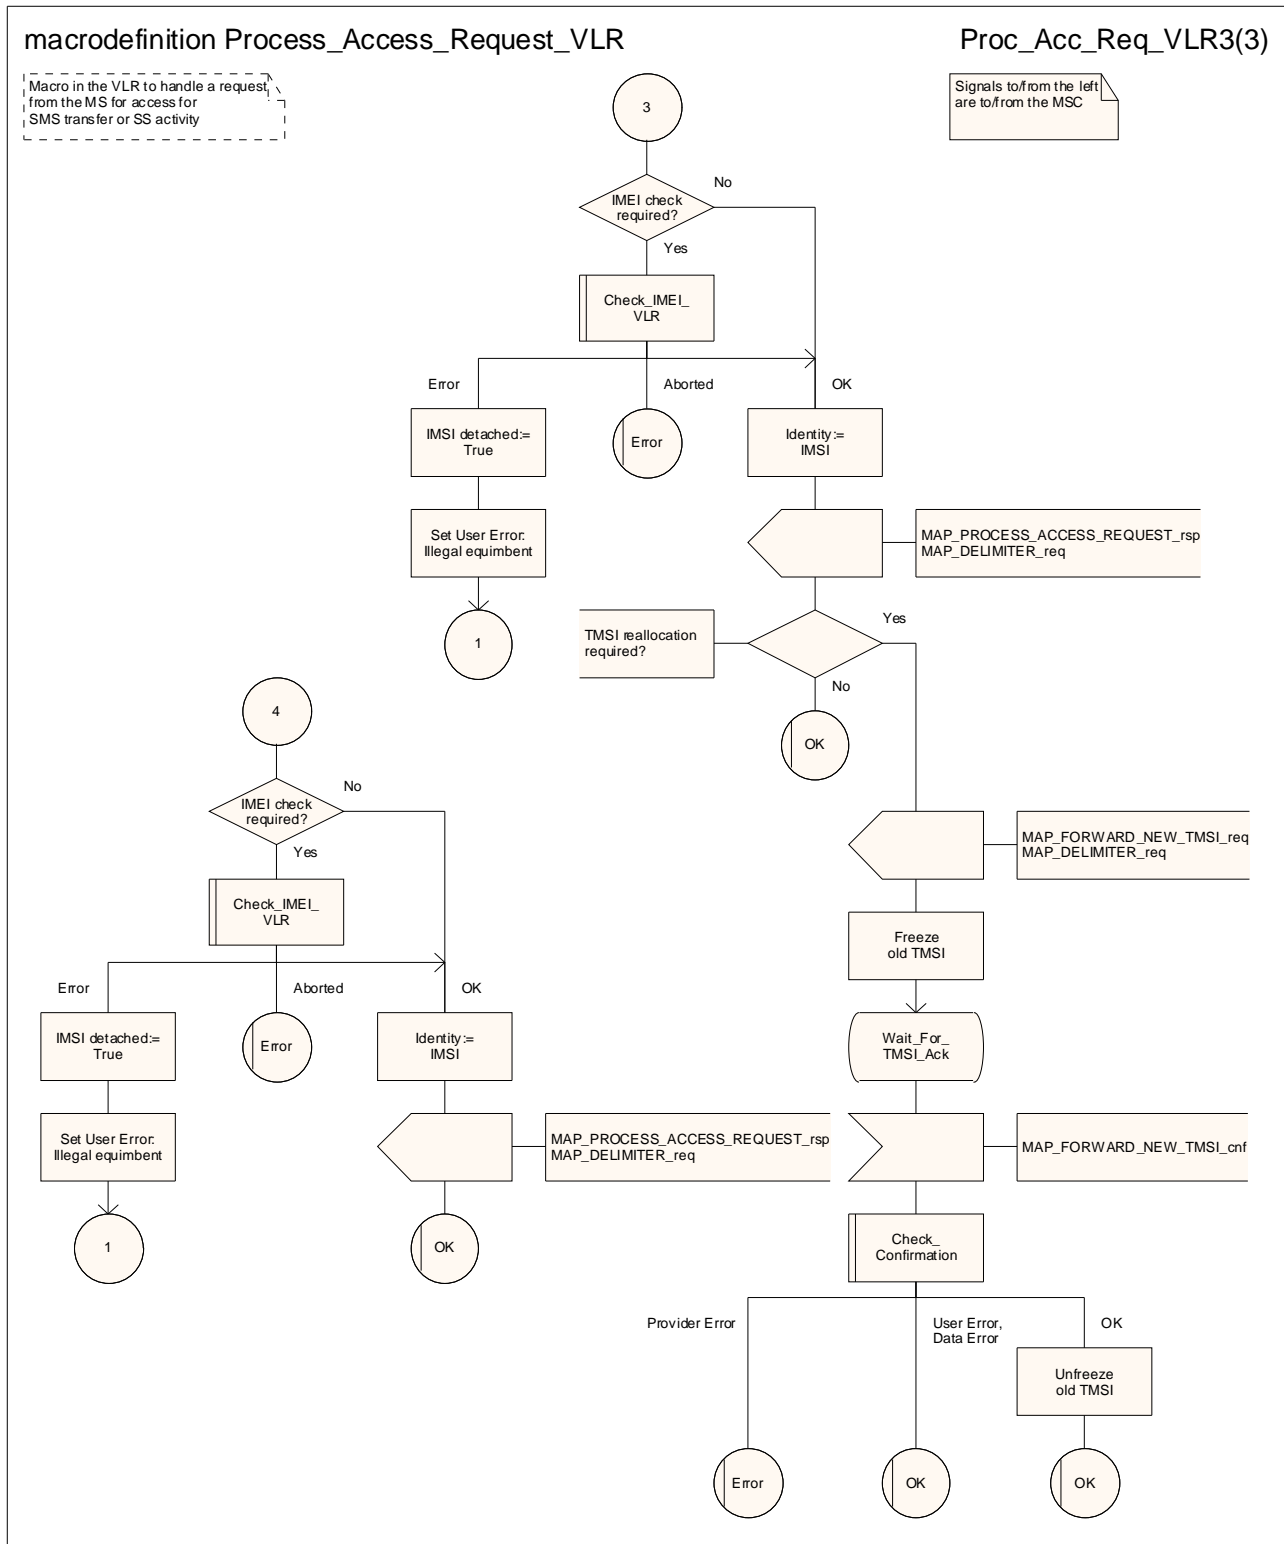 macrodefinition Process_Access_Request_VLR
Proc_Acc_Req_VLR3(3)
Macro in the VLR to handle a request
from the MS for access for
SMS transfer or SS activity
Signals to/from the left
are to/from the MSC
3
IMEI check
required?
No
Yes
Check_IMEI_
VLR
Error
Aborted
OK
IMSI detached:=
True
Error
Identity:=
IMSI
Set User Error:
Illegal equimbent
MAP_PROCESS_ACCESS_REQUEST_rsp
MAP_DELIMITER_req
1
TMSI reallocation
required?
Yes
No
OK
4
IMEI check
required?
No
Yes
Check_IMEI_
VLR
Error
Aborted
OK
IMSI detached:=
True
Error
Identity:=
IMSI
Set User Error:
Illegal equimbent
MAP_PROCESS_ACCESS_REQUEST_rsp
MAP_DELIMITER_req
1
OK
MAP_FORWARD_NEW_TMSI_req
MAP_DELIMITER_req
Freeze
old TMSI
Wait_For_
TMSI_Ack
MAP_FORWARD_NEW_TMSI_cnf
Check_
Confirmation
Provider Error
User Error,
Data Error
OK
Unfreeze
old TMSI
Error
OK
OK